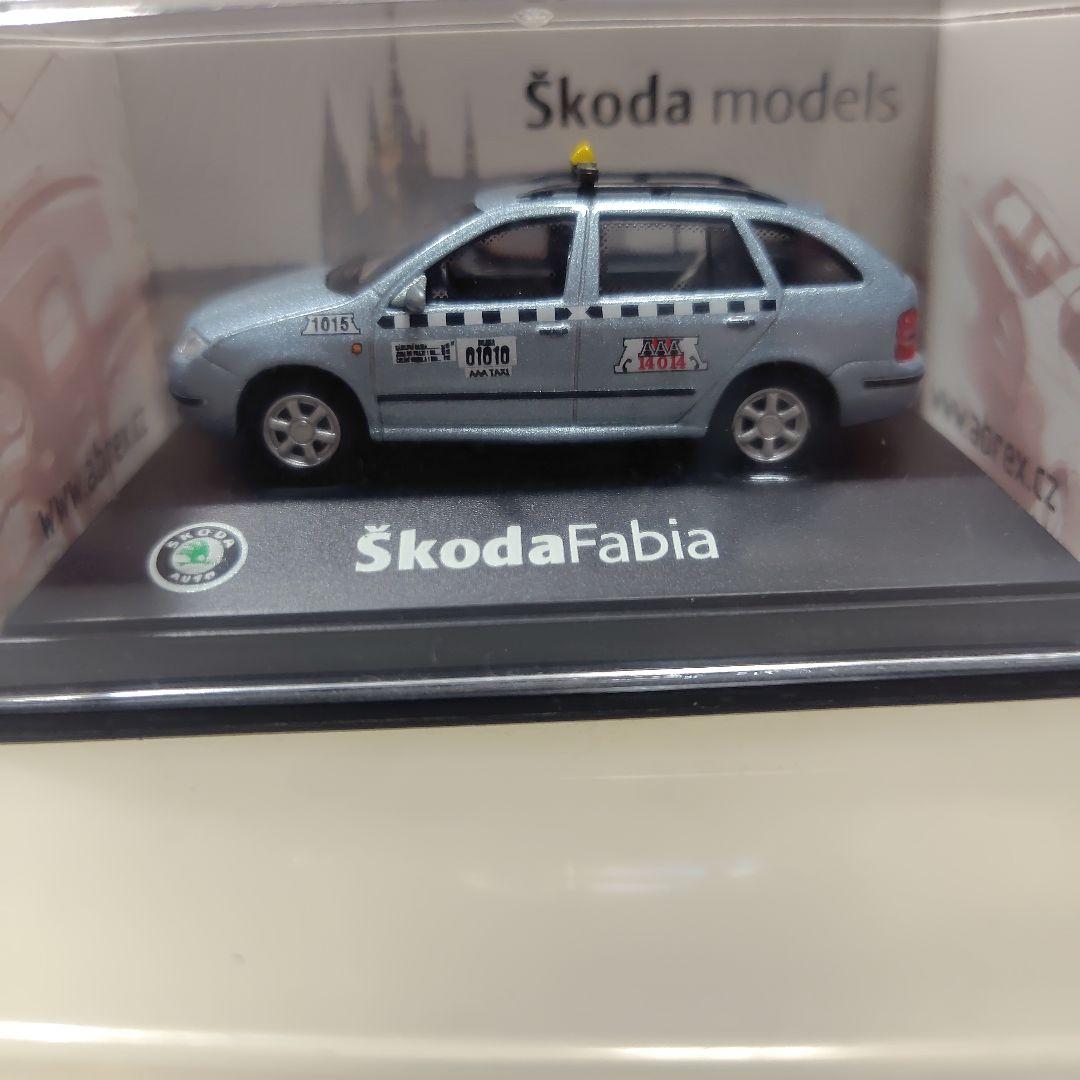 Škoda models
1015
01010
AAA TAXI
AAA
14014
www.abrex.cz
www.abrex.cz
ŠKODA
AUTO
ŠkodaFabia